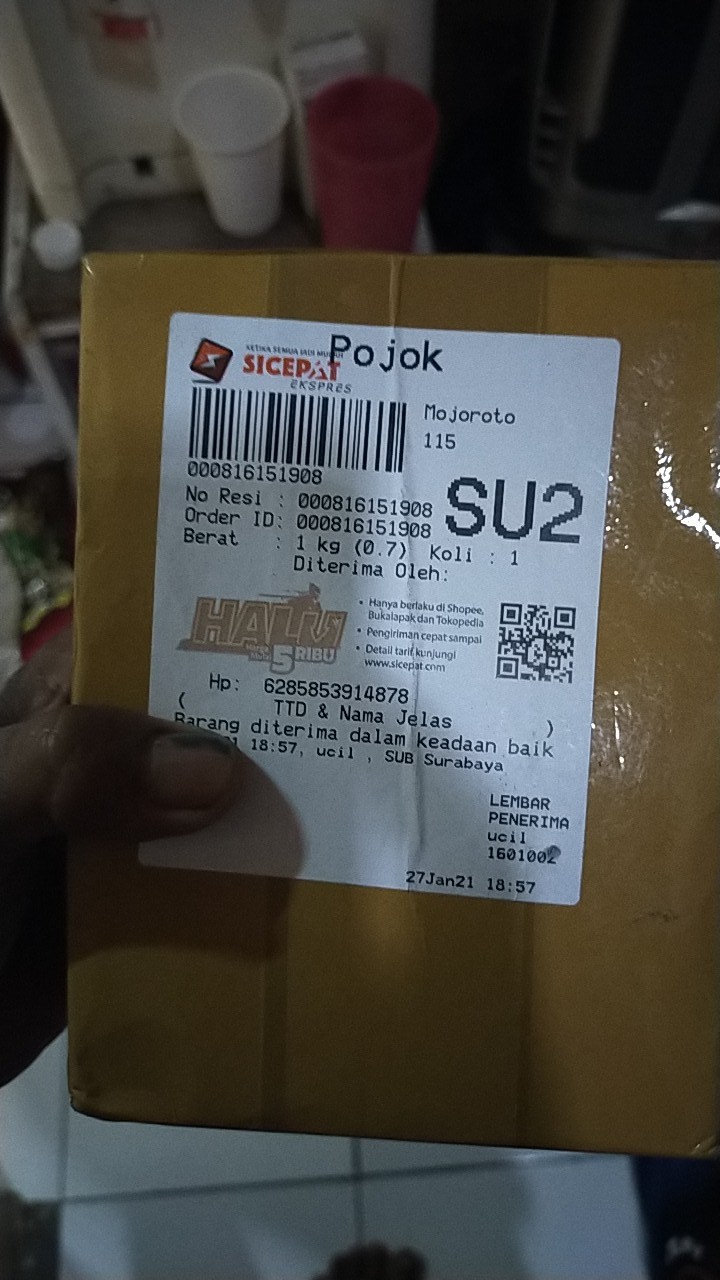 KETIKA SEMUA JADI MUDAH
Pojok
SICEPAT
EKSPRES
Mojoroto
115
000816151908
No Resi : 000816151908
Order ID: 000816151908
SU2
Berat : 1 kg (0.7) Koli : 1
Diterima Oleh:
HALU
Harga
Mulai
5 RIBU
• Hanya berlaku di Shopee,
Bukalapak dan Tokopedia
• Pengiriman cepat sampai
• Detail tarif kunjungi
www.sicepat.com
Hp: 6285853914878
( TTD & Nama Jelas )
Barang diterima dalam keadaan baik
18:57, ucil , SUB Surabaya
LEMBAR
PENERIMA
ucil
1601002
27Jan21 18:57